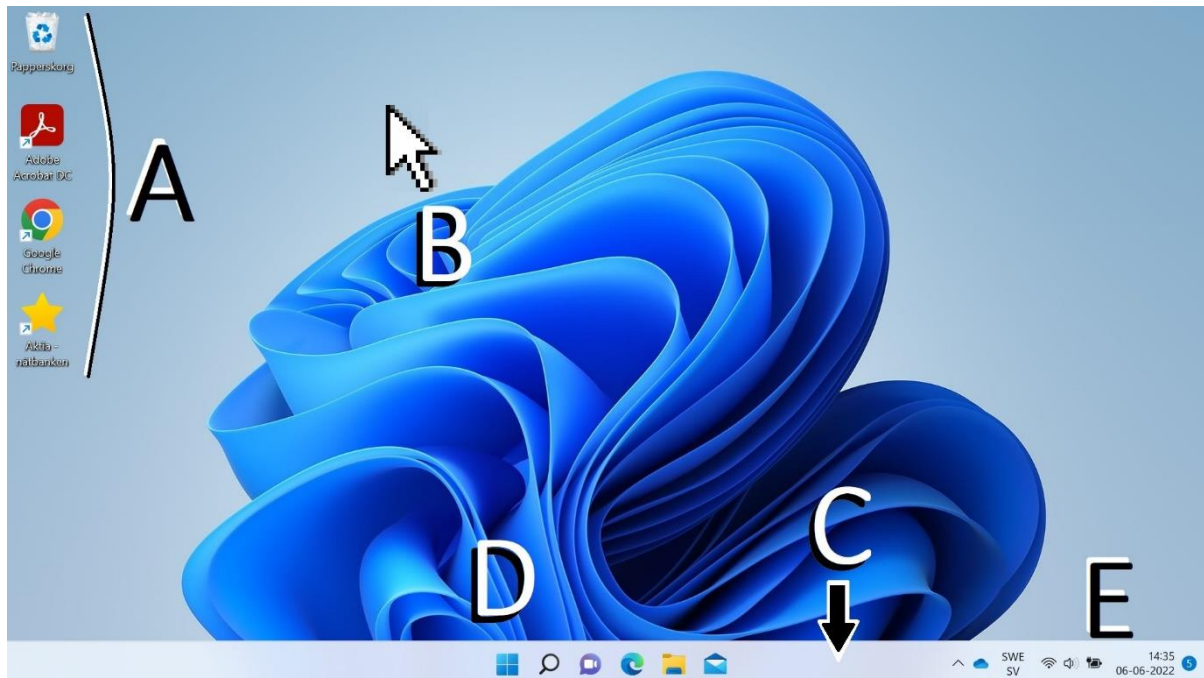 Papperskorg
A
Adobe
Acrobat DC
Google
Chrome
Aktia -
nätbanken
B
C
D
E
SWE
SV
14:35
06-06-2022
5